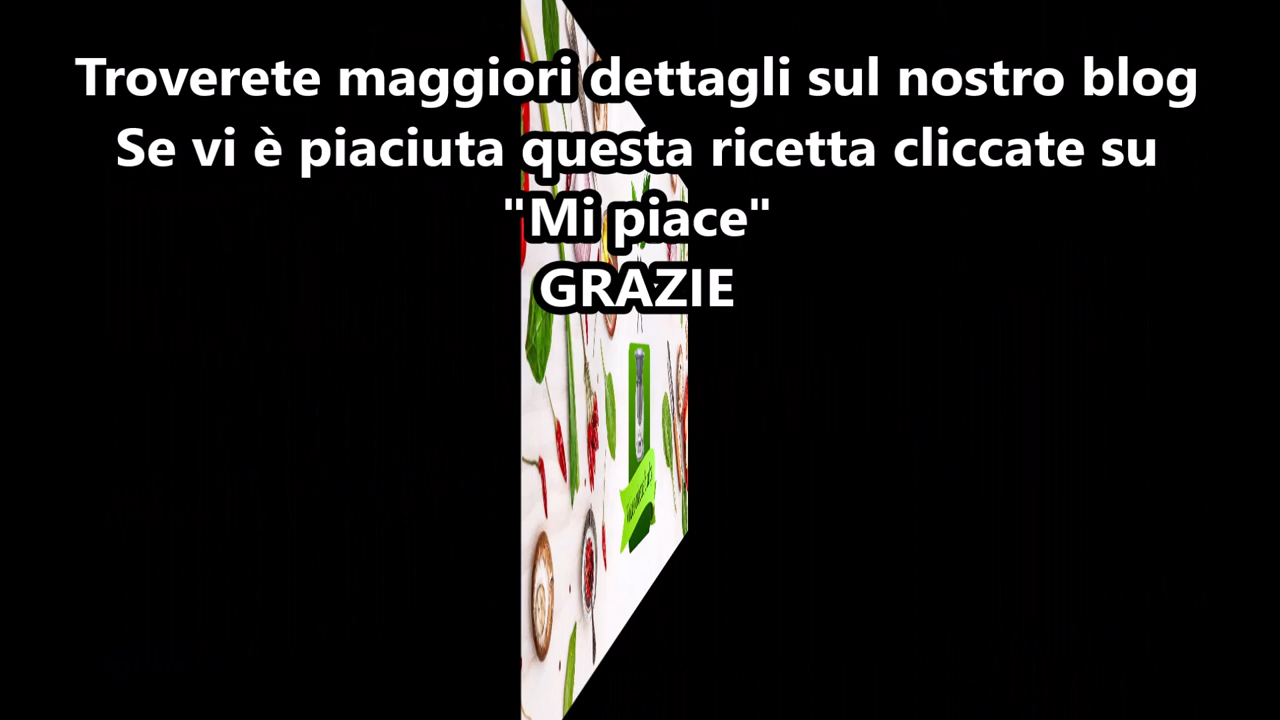 Troverete maggiori dettagli sul nostro blog
Se vi è piaciuta questa ricetta cliccate su
"Mi piace"
GRAZIE